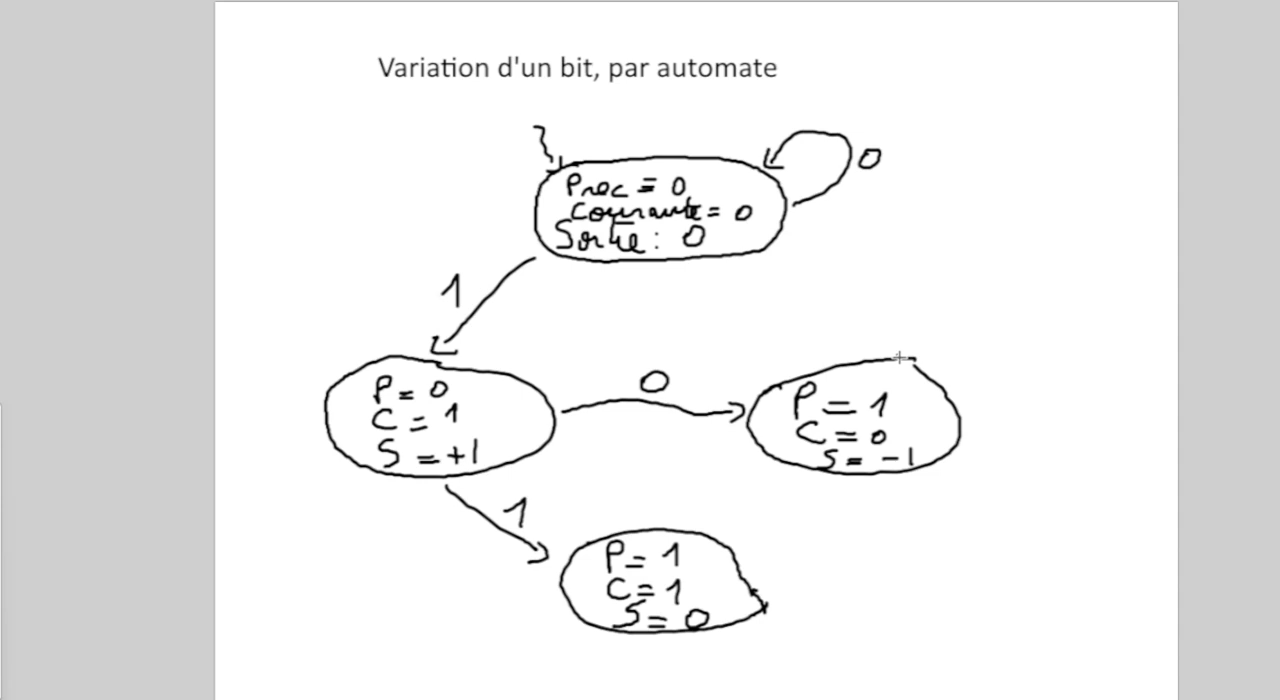 Variation d'un bit, par automate
0
Prec = 0
Courante = 0
Sortie : 0
1
P = 0
C = 1
S = +1
0
P = 1
C = 0
S = -1
1
P = 1
C = 1
S = 0